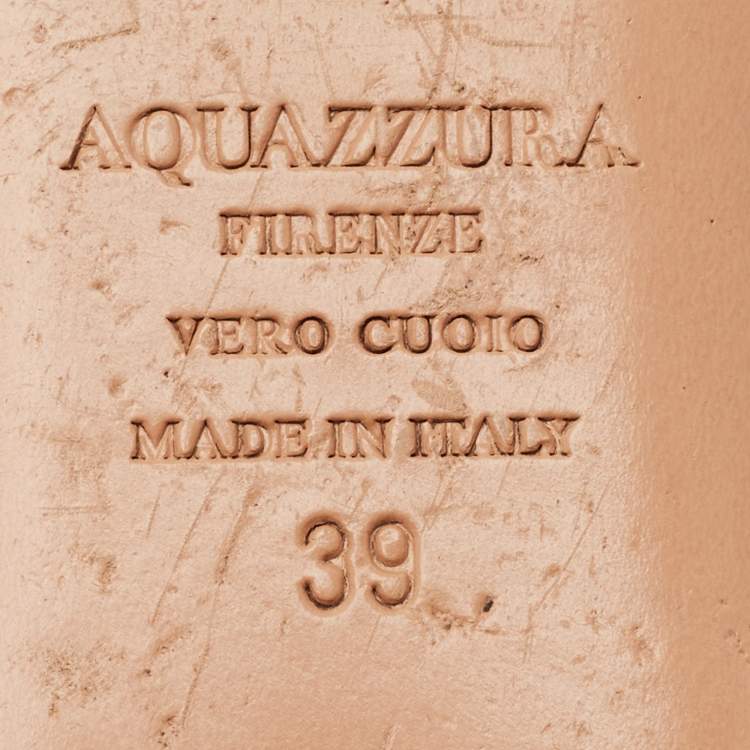 AQUAZZURA
FIRENZE
VERO CUOIO
MADE IN ITALY
39